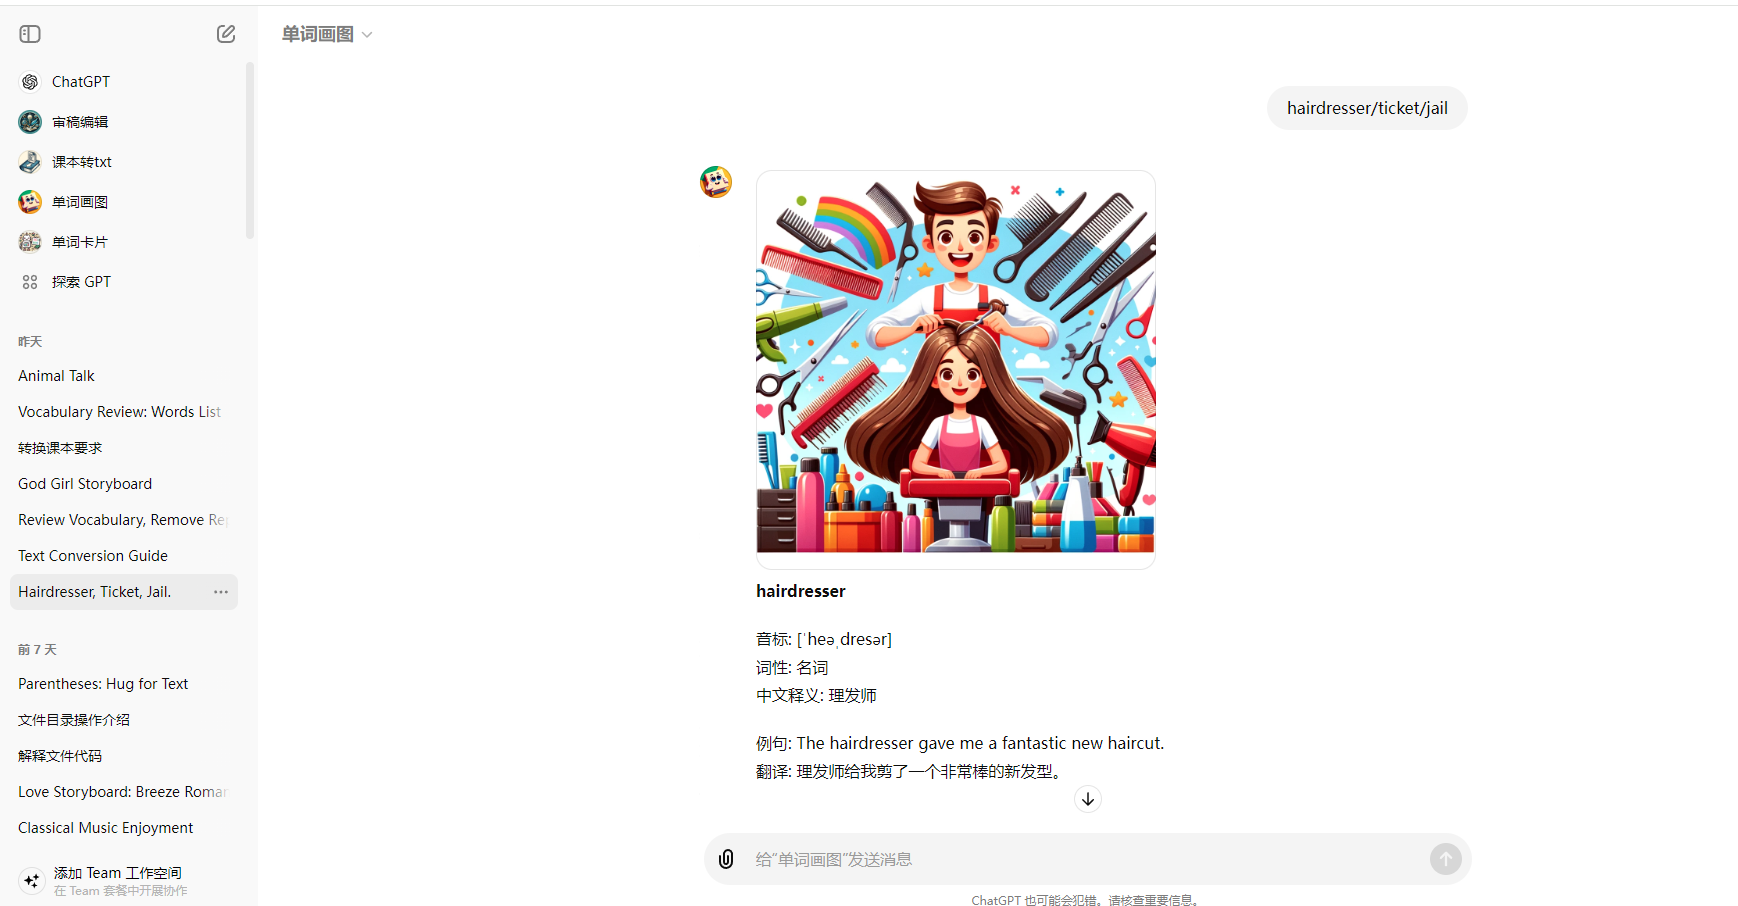 单词画图
ChatGPT
审稿编辑
课本转txt
单词画图
单词卡片
探索 GPT
昨天
Animal Talk
Vocabulary Review: Words List
转换课本要求
God Girl Storyboard
Review Vocabulary, Remove Rep
Text Conversion Guide
Hairdresser, Ticket, Jail.
前 7 天
Parentheses: Hug for Text
文件目录操作介绍
解释文件代码
Love Storyboard: Breeze Roman
Classical Music Enjoyment
添加 Team 工作空间
在 Team 套餐中开展协作
hairdresser/ticket/jail
hairdresser
音标: [ˈheəˌdresər]
词性: 名词
中文释义: 理发师
例句: The hairdresser gave me a fantastic new haircut.
翻译: 理发师给我剪了一个非常棒的新发型。
给“单词画图”发送消息
ChatGPT 也可能会犯错。请核查重要信息。